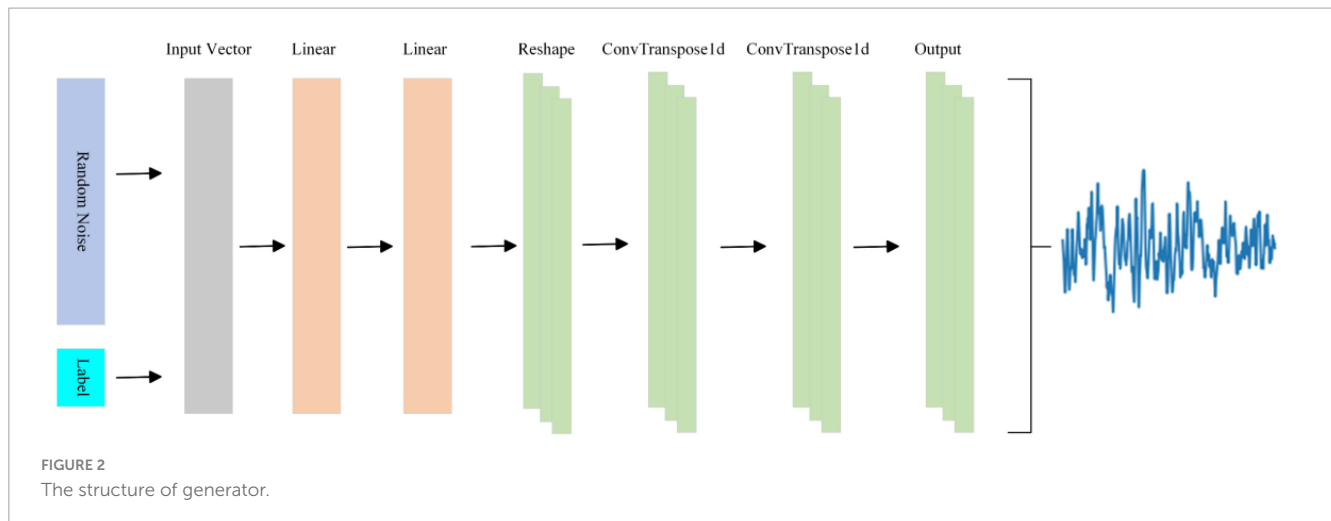 Input Vector
Linear
Linear
Reshape
ConvTranspose1d
ConvTranspose1d
Output
Random Noise
Label
FIGURE 2
The structure of generator.